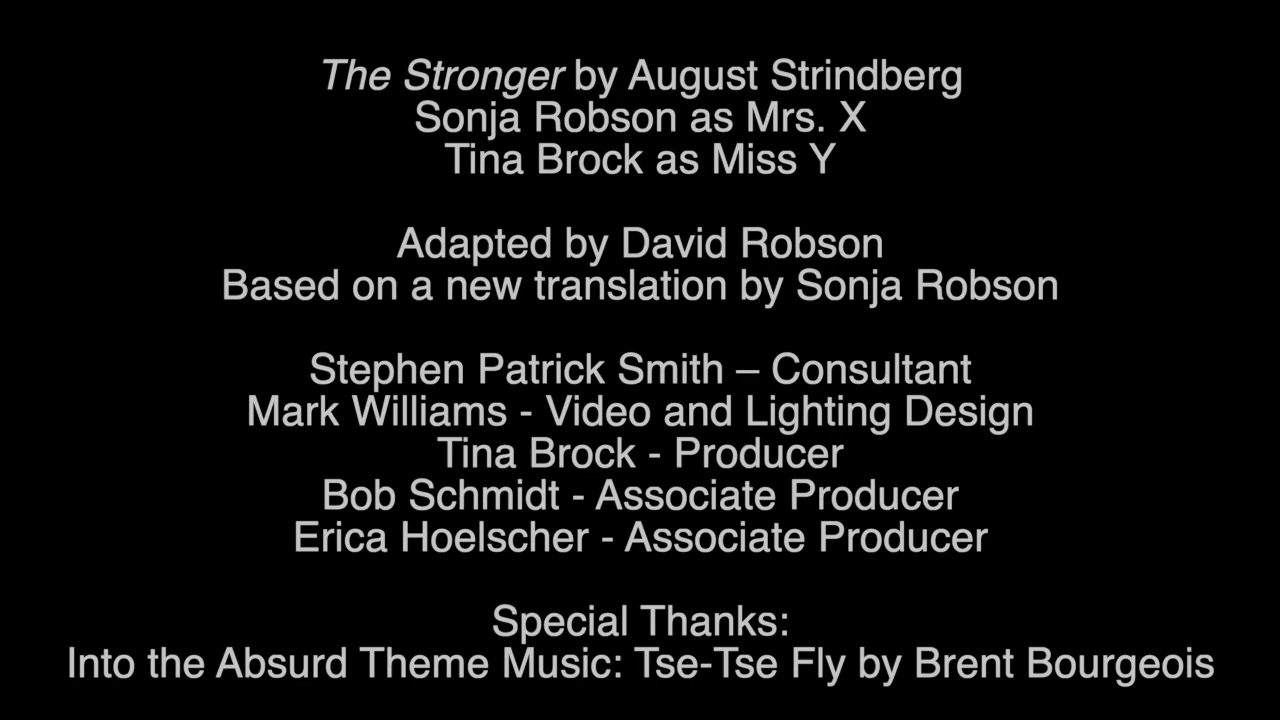 The Stronger by August Strindberg
Sonja Robson as Mrs. X
Tina Brock as Miss Y
Adapted by David Robson
Based on a new translation by Sonja Robson
Stephen Patrick Smith – Consultant
Mark Williams - Video and Lighting Design
Tina Brock - Producer
Bob Schmidt - Associate Producer
Erica Hoelscher - Associate Producer
Special Thanks:
Into the Absurd Theme Music: Tse-Tse Fly by Brent Bourgeois